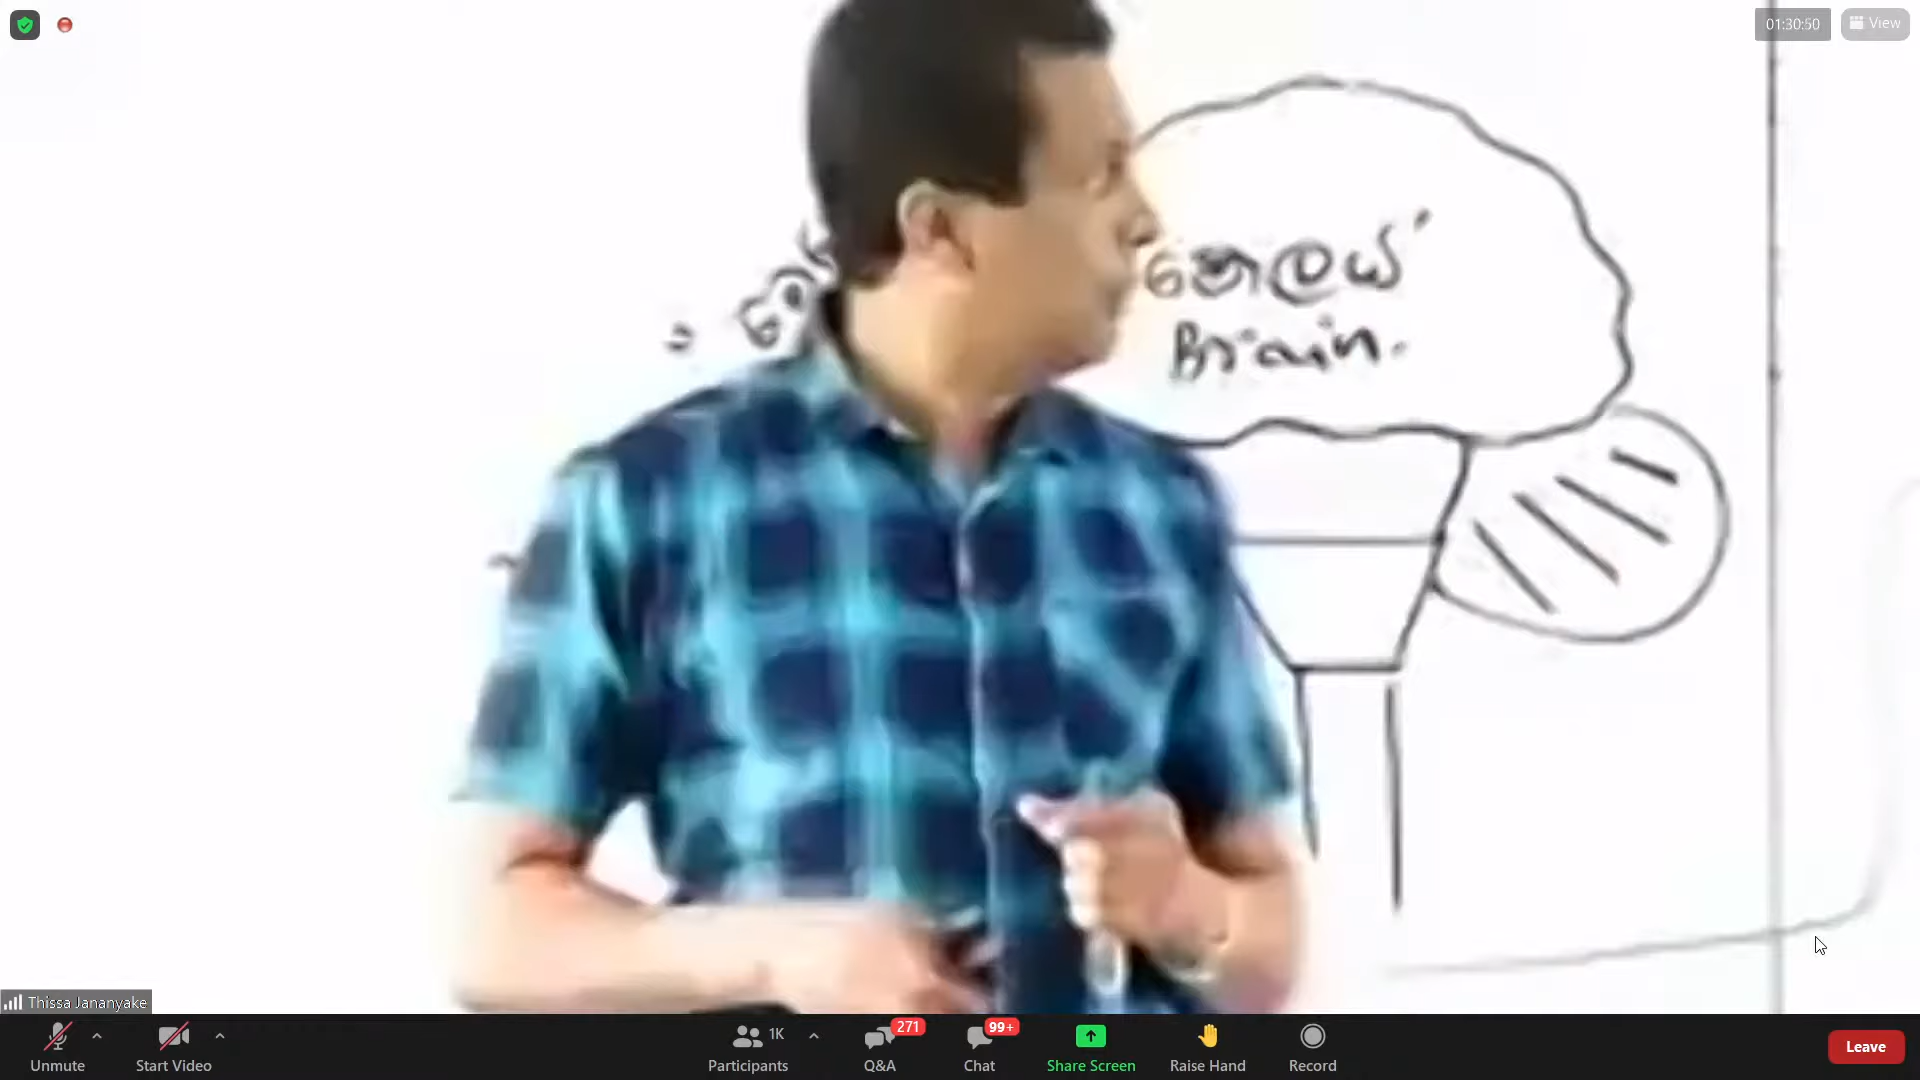 01:30:50
View
මොළය
Brain.
Thissa Jananyake
1K
271
99+
Unmute
Start Video
Participants
Q&A
Chat
Share Screen
Raise Hand
Record
Leave